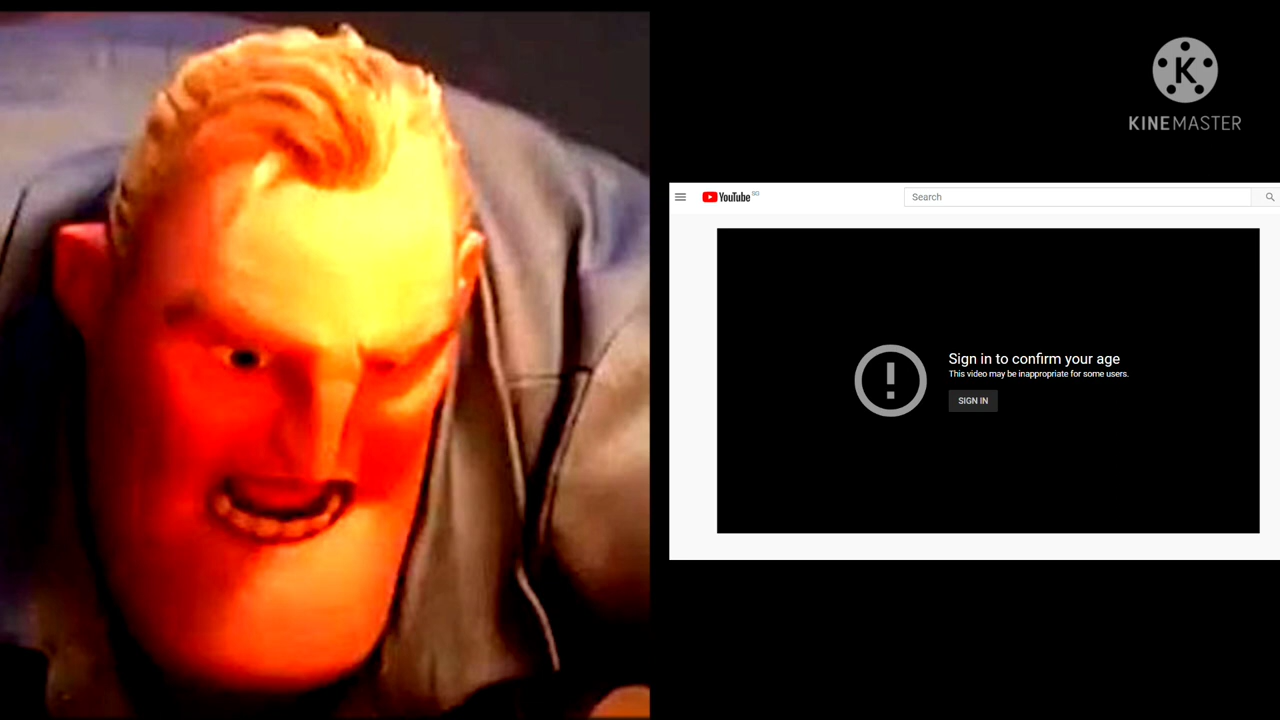 KINEMASTER
YouTube SG
Search
Sign in to confirm your age
This video may be inappropriate for some users.
SIGN IN